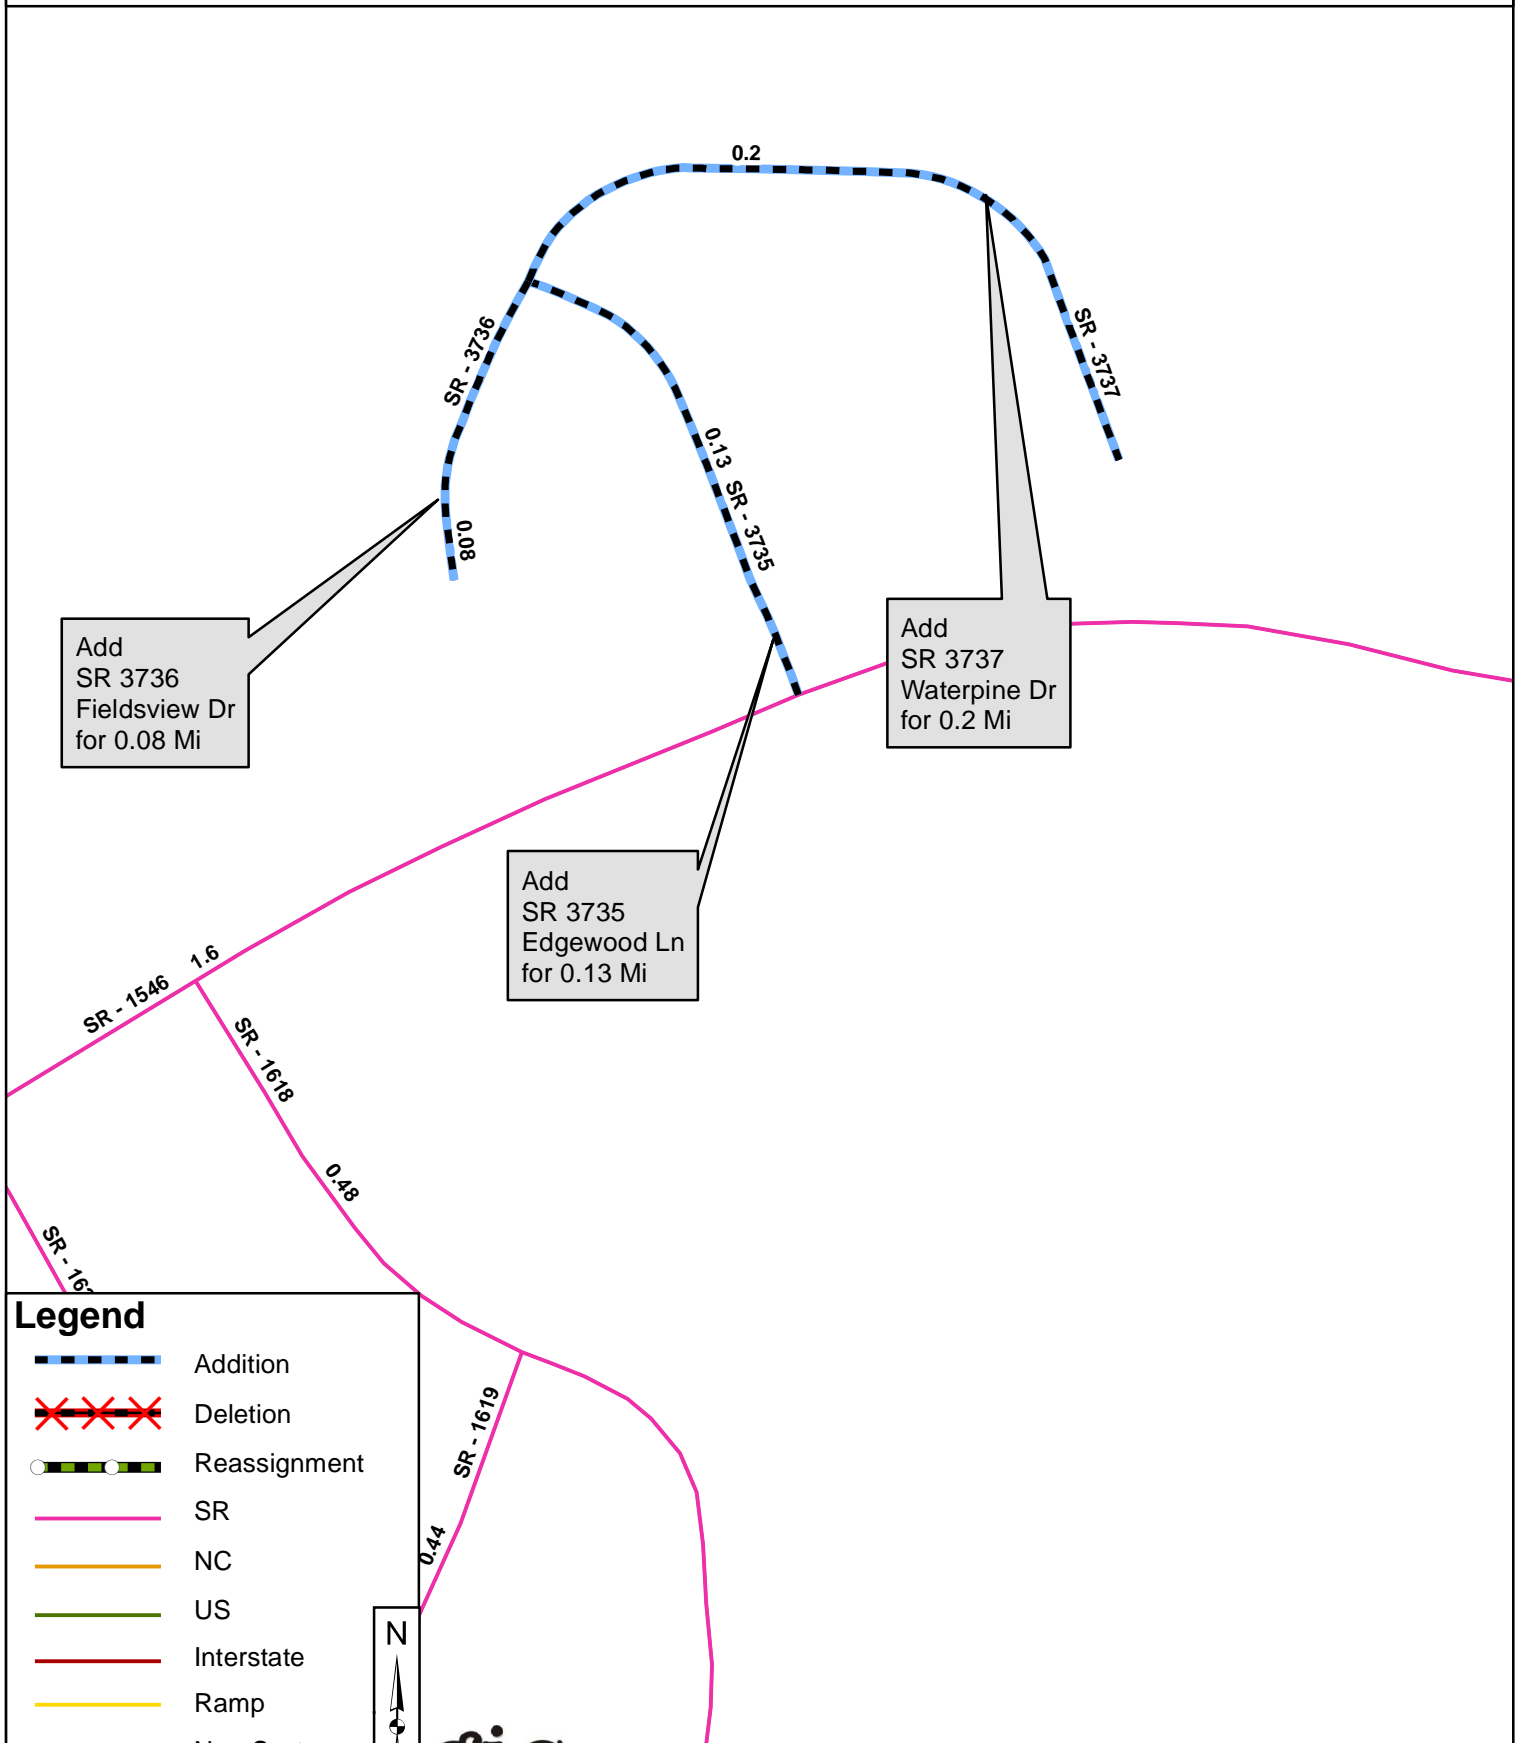 0.2
SR - 3736
SR - 3737
0.13 SR - 3735
0.08
Add
SR 3736
Fieldsview Dr
for 0.08 Mi
Add
SR 3737
Waterpine Dr
for 0.2 Mi
Add
SR 3735
Edgewood Ln
for 0.13 Mi
SR - 1546 1.6
SR - 1618
0.48
SR - 
SR - 1619
0.44
Legend
Addition
Deletion
Reassignment
SR
NC
US
Interstate
Ramp
N